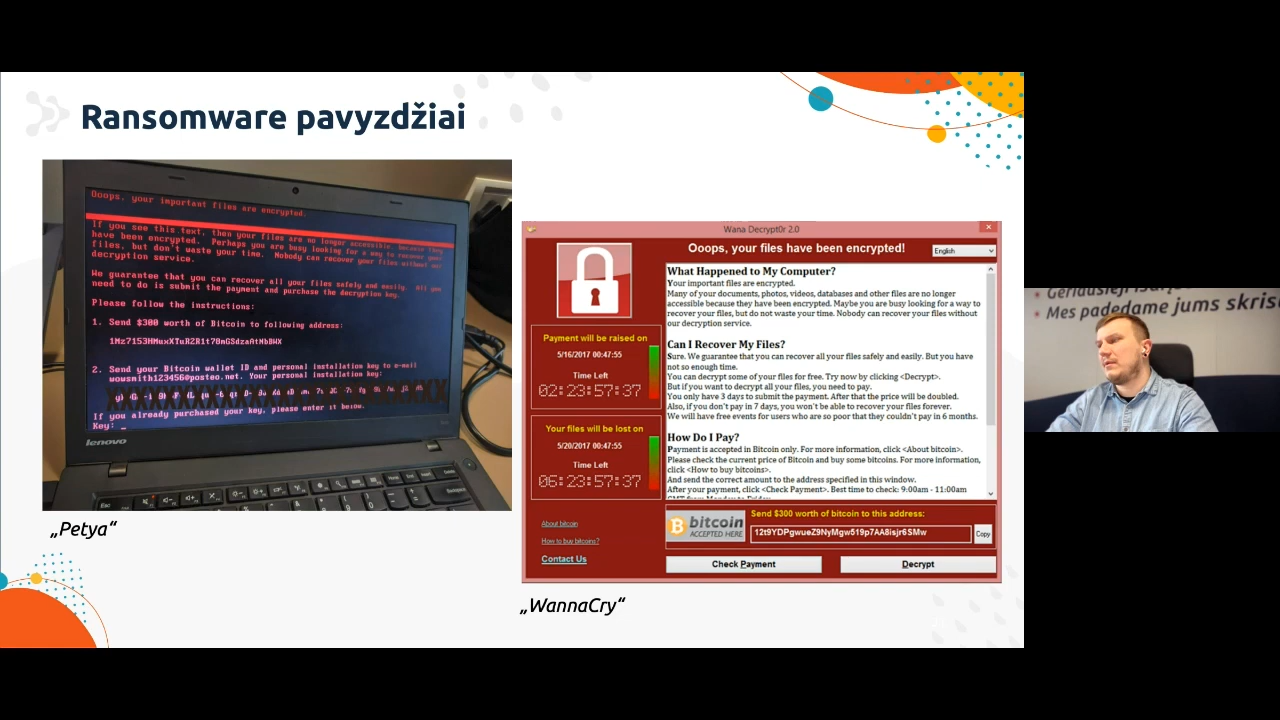 Ransomware pavyzdžiai
Ooops, your important files are encrypted.
If you see this text, then your files are no longer accessible, because they
have been encrypted. Perhaps you are busy looking for a way to recover your
files, but don't waste your time. Nobody can recover your files without our
decryption service.
We guarantee that you can recover all your files safely and easily. All you
need to do is submit the payment and purchase the decryption key.
Please follow the instructions:
1. Send $300 worth of Bitcoin to following address:
2. Send your Bitcoin wallet ID and personal installation key to e-mail
wowsmith123456@posteo.net. Your personal installation key:
If you already purchased your key, please enter it below.
Key: _
lenovo
„Petya“
Wana Decrypt0r 2.0
Ooops, your files have been encrypted!
English
Payment will be raised on
5/16/2017 00:47:55
Time Left
02:23:57:37
Your files will be lost on
5/20/2017 00:47:55
Time Left
06:23:57:37
About bitcoin
How to buy bitcoins?
Contact Us
What Happened to My Computer?
Your important files are encrypted.
Many of your documents, photos, videos, databases and other files are no longer
accessible because they have been encrypted. Maybe you are busy looking for a way to
recover your files, but do not waste your time. Nobody can recover your files without
our decryption service.
Can I Recover My Files?
Sure. We guarantee that you can recover all your files safely and easily. But you have
not so enough time.
You can decrypt some of your files for free. Try now by clicking <Decrypt>.
But if you want to decrypt all your files, you need to pay.
You only have 3 days to submit the payment. After that the price will be doubled.
Also, if you don't pay in 7 days, you won't be able to recover your files forever.
We will have free events for users who are so poor that they couldn't pay in 6 months.
How Do I Pay?
Payment is accepted in Bitcoin only. For more information, click <About bitcoin>.
Please check the current price of Bitcoin and buy some bitcoins. For more information,
click <How to buy bitcoins>.
And send the correct amount to the address specified in this window.
After your payment, click <Check Payment>. Best time to check: 9:00am - 11:00am
GMT from Monday to Friday
bitcoin
ACCEPTED HERE
Send $300 worth of bitcoin to this address:
12t9YDPgwueZ9NyMgw519p7AA8isjr6SMw
Copy
Check Payment
Decrypt
„WannaCry“
Mes padedame jums